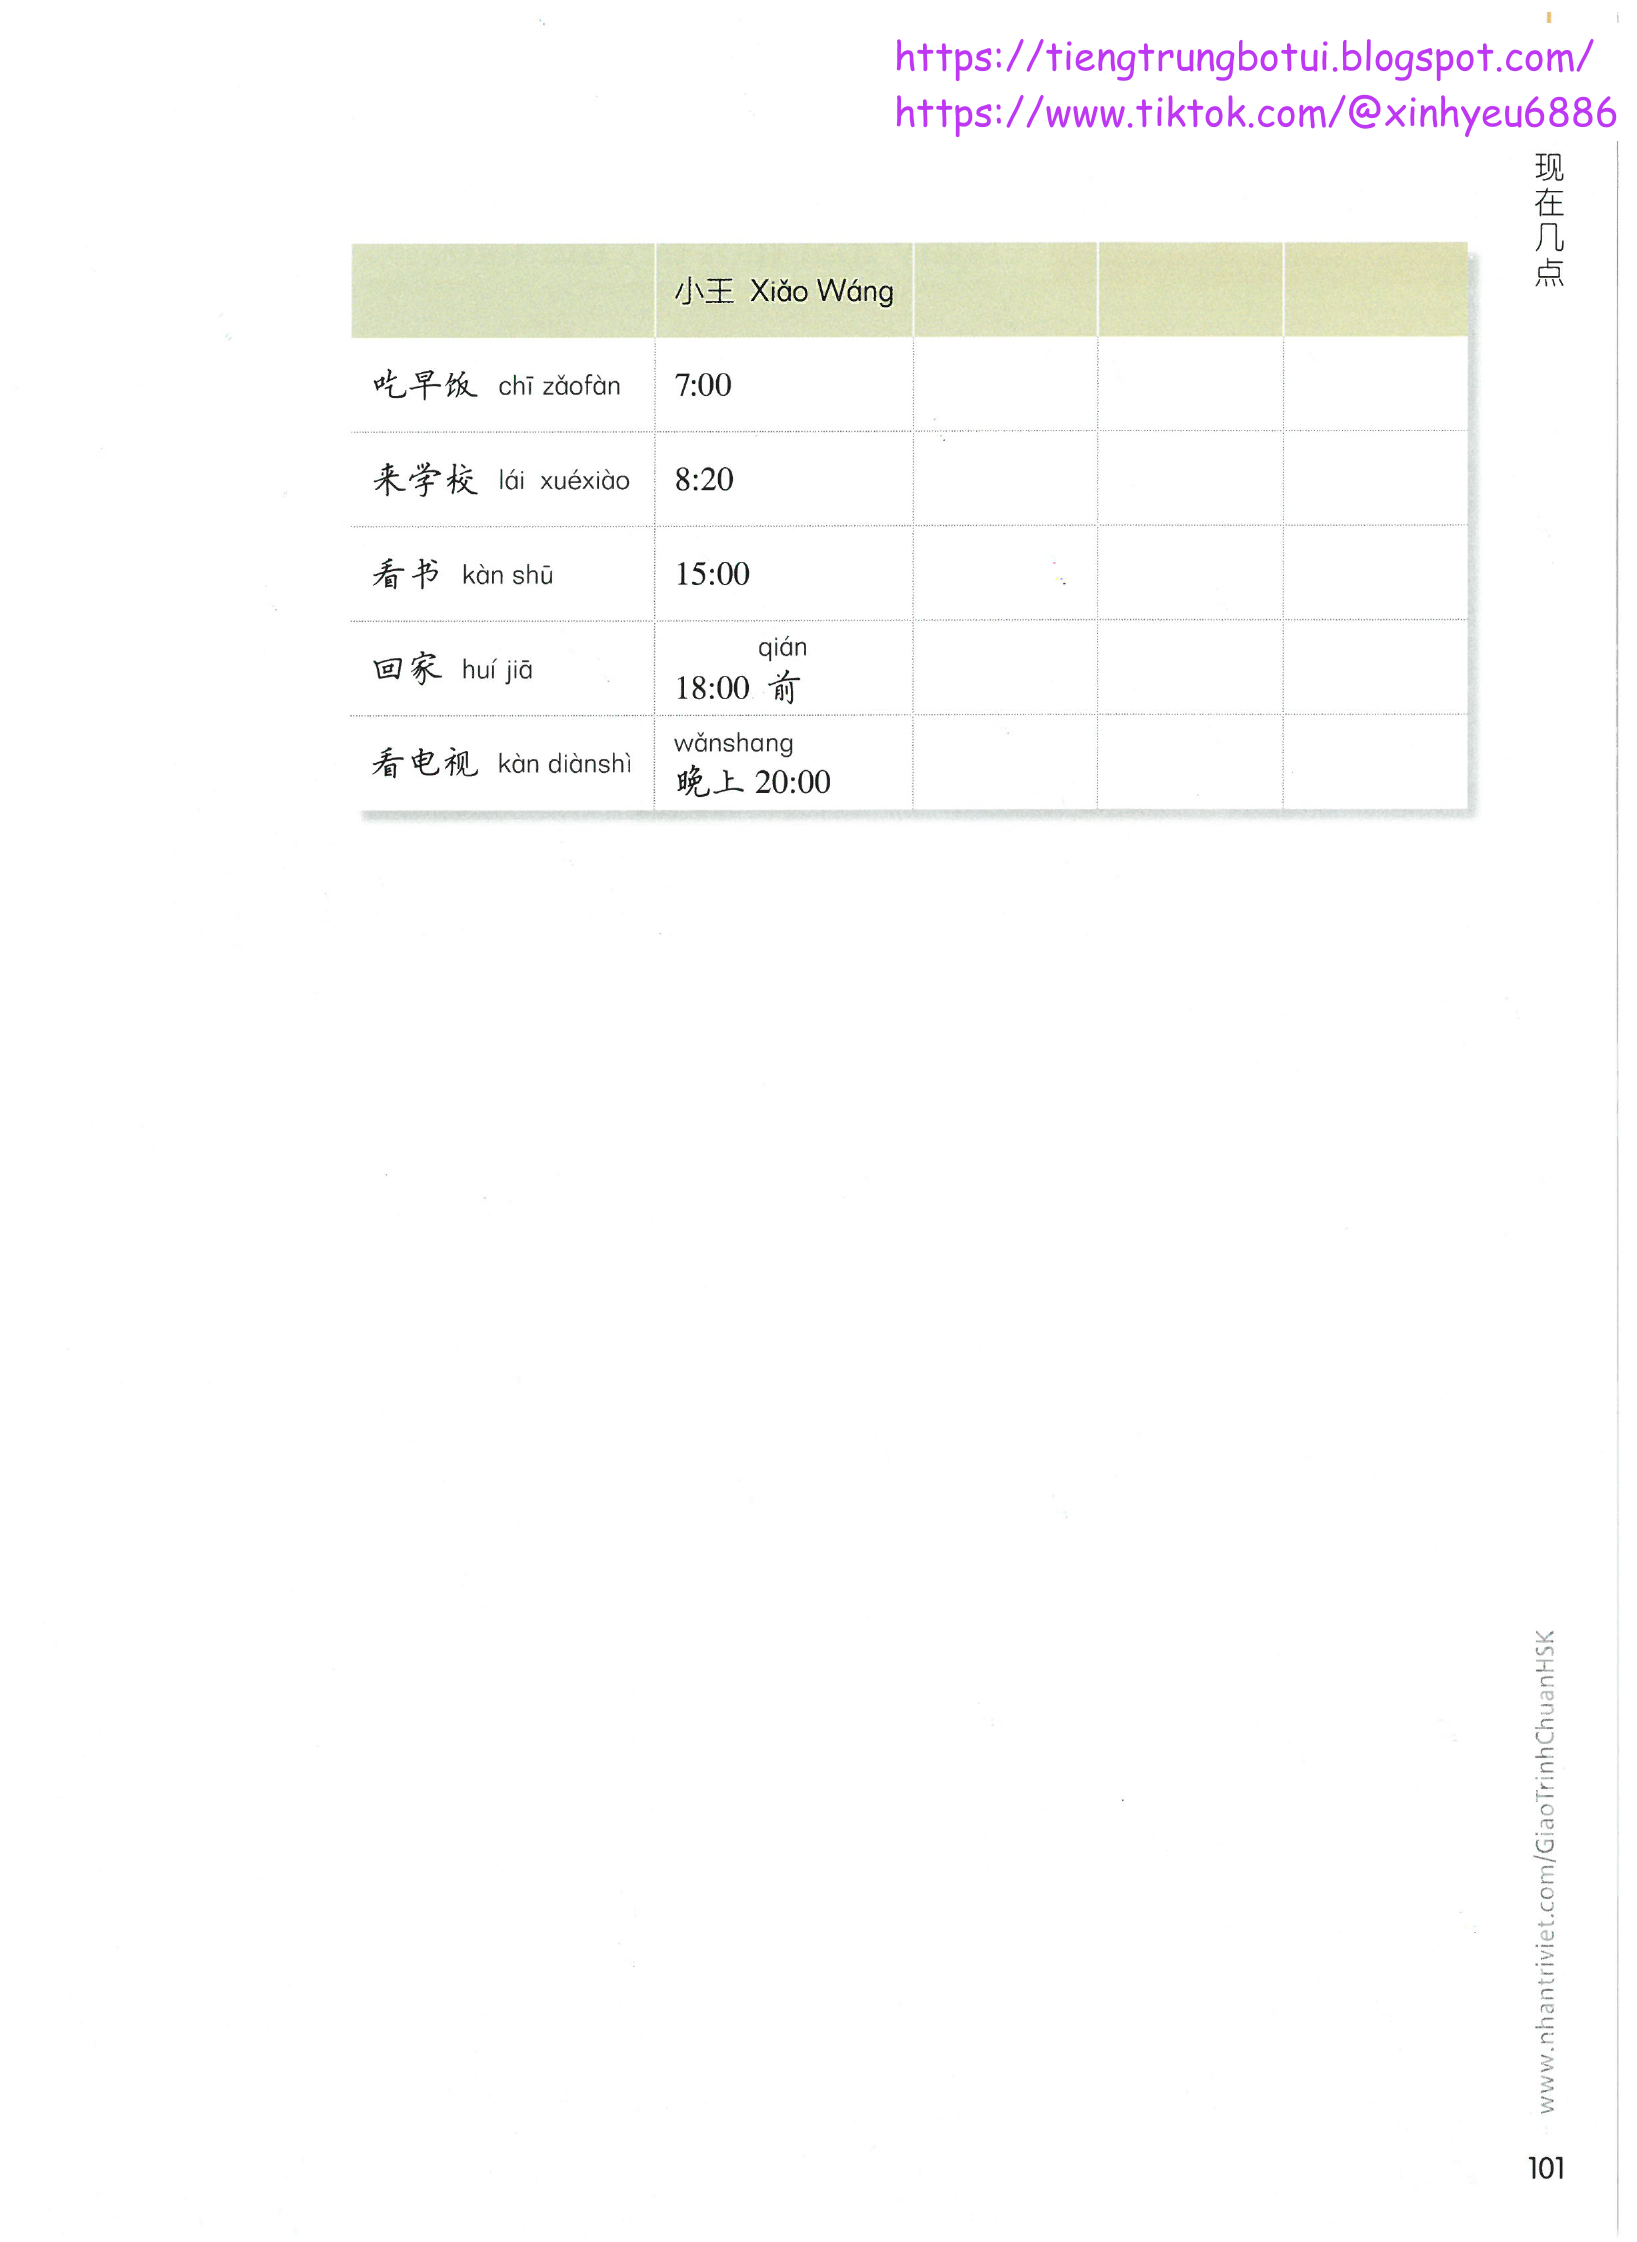 https://tiengtrungbotui.blogspot.com/
https://www.tiktok.com/@xinhyeu6886
现在几点
小王 Xiǎo Wáng
吃早饭 chī zǎofàn 7:00
来学校 lái xuéxiào 8:20
看书 kàn shū 15:00
qián
回家 huí jiā 18:00 前
wǎnshang
看电视 kàn diànshì 晚上 20:00
www.nhantriviet.com/GiaoTrinhChuanHSK
101